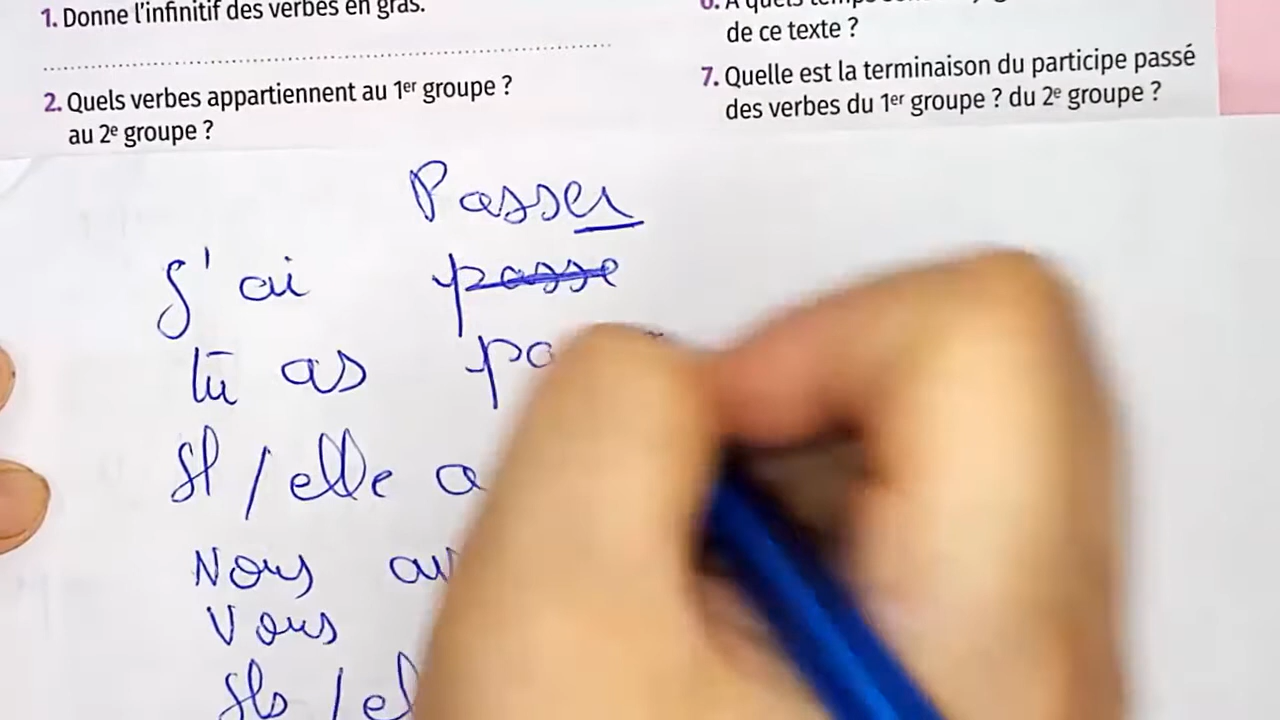 1. Donne l'infinitif des verbes en gras.
2. Quels verbes appartiennent au 1er groupe ?
au 2e groupe ?
de ce texte ?
7. Quelle est la terminaison du participe passé
des verbes du 1er groupe ? du 2e groupe ?
Passer
J'ai passe
tu as
Il / elle a
Nous
Vous
Ils /